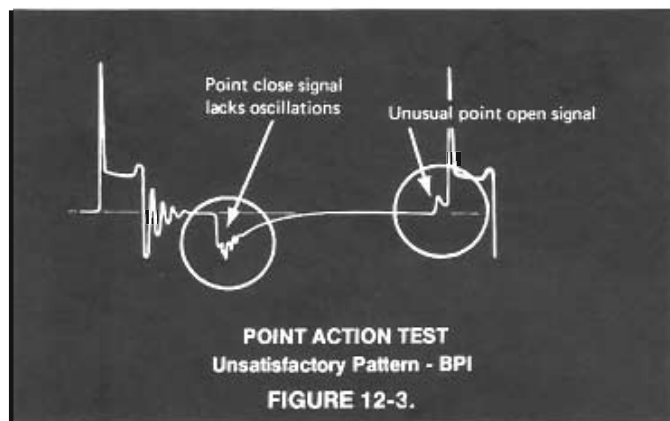 Point close signal
lacks oscillations
Unusual point open signal
POINT ACTION TEST
Unsatisfactory Pattern - BPI
FIGURE 12-3.